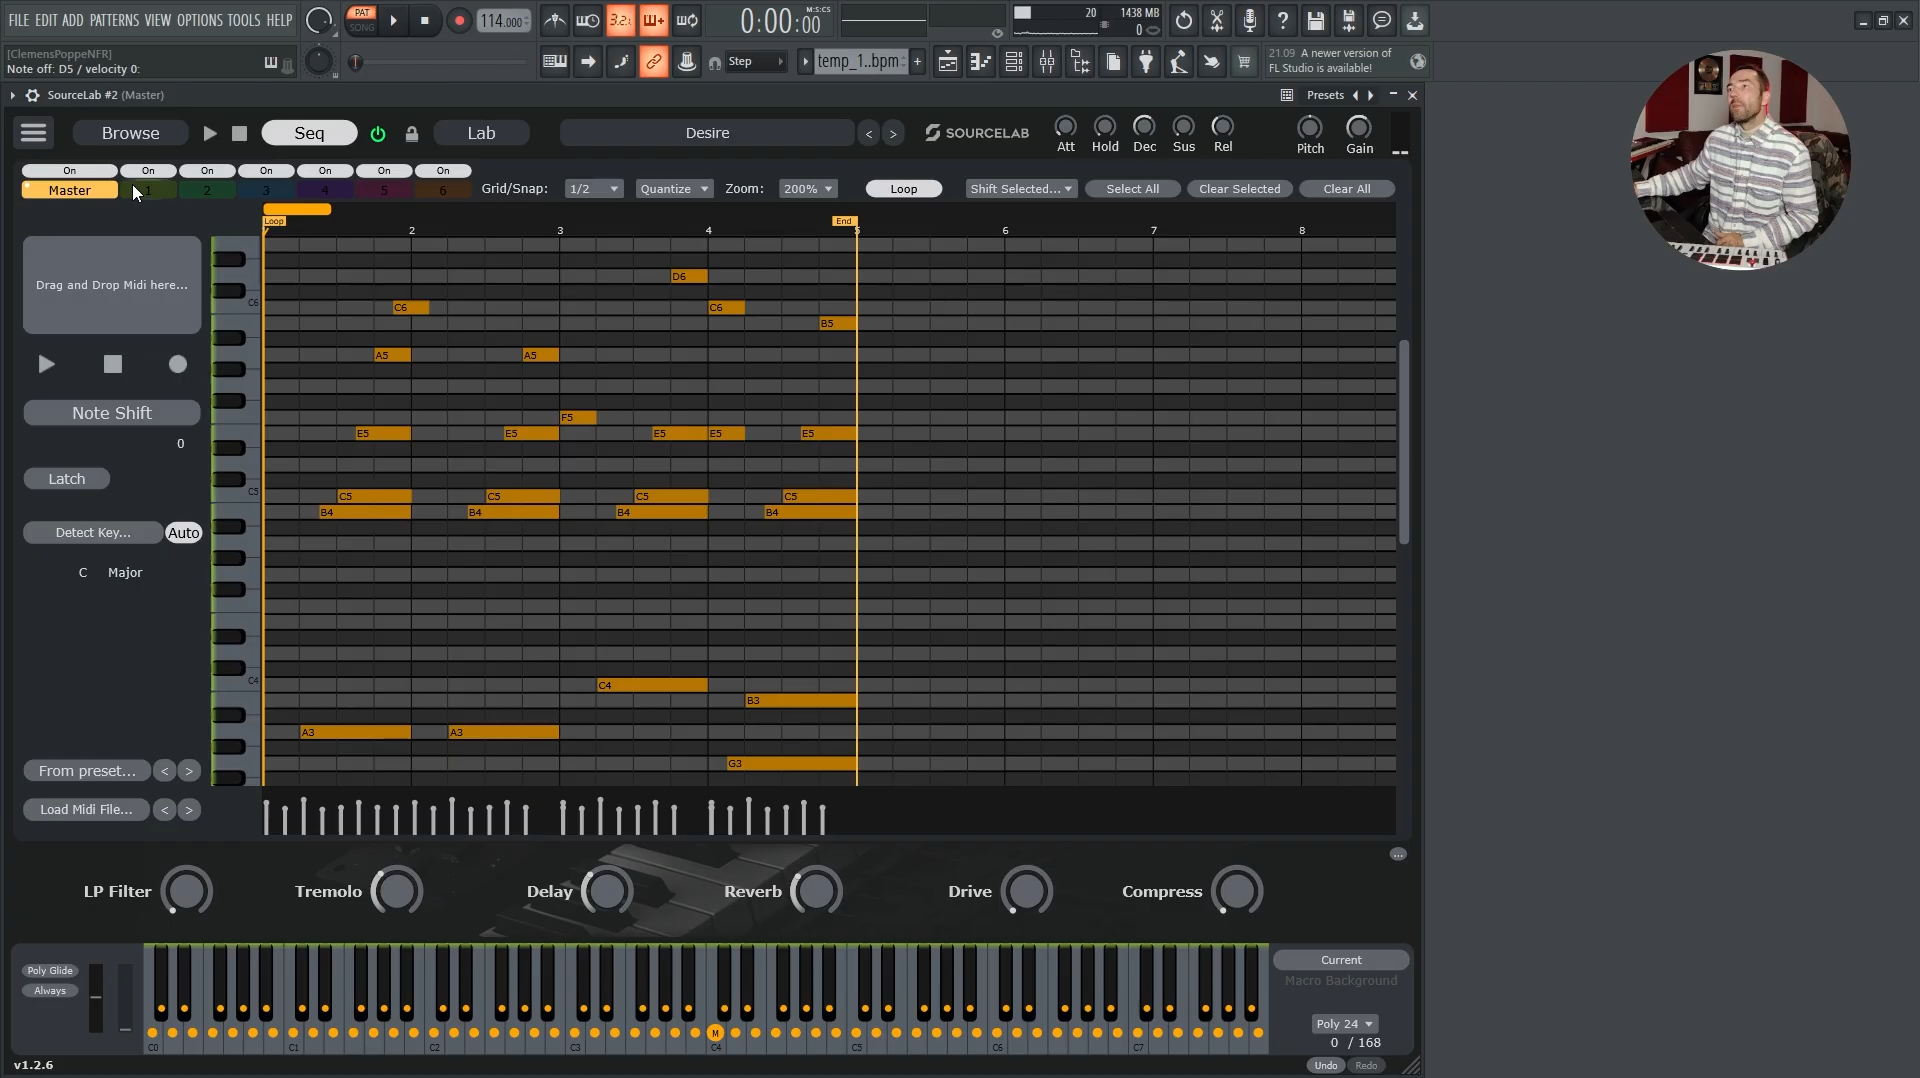 FILE EDIT ADD PATTERNS VIEW OPTIONS TOOLS HELP
PAT
SONG
114.000
3.2.
0:00:00
M:S:CS
20
1438 MB
0
[ClemensPoppeNFR]
Note off: D5 / velocity 0:
Step
temp_1..bpm
+
21.09 A newer version of
FL Studio is available!
SourceLab #2 (Master)
Presets
Browse
Seq
Lab
Desire
< >
SOURCELAB
Att Hold Dec Sus Rel
Pitch Gain
On On On On On On On
Master 1 2 3 4 5 6
Grid/Snap: 1/2 Quantize Zoom: 200% Loop Shift Selected... Select All Clear Selected Clear All
Loop End
2 3 4 5 6 7 8
Drag and Drop Midi here...
D6
C6
C6 C6
B5
A5 A5
Note Shift
F5
0
E5 E5 E5 E5 E5
Latch
C5
C5 C5 C5 C5
B4 B4 B4 B4
Detect Key... Auto
C Major
C4
C4
B3
A3 A3
G3
From preset... < >
Load Midi File... < >
...
LP Filter Tremolo Delay Reverb Drive Compress
Poly Glide
Always
M
C0 C1 C2 C3 C4 C5 C6 C7
Current
Macro Background
Poly 24
0 / 168
v1.2.6
Undo Redo